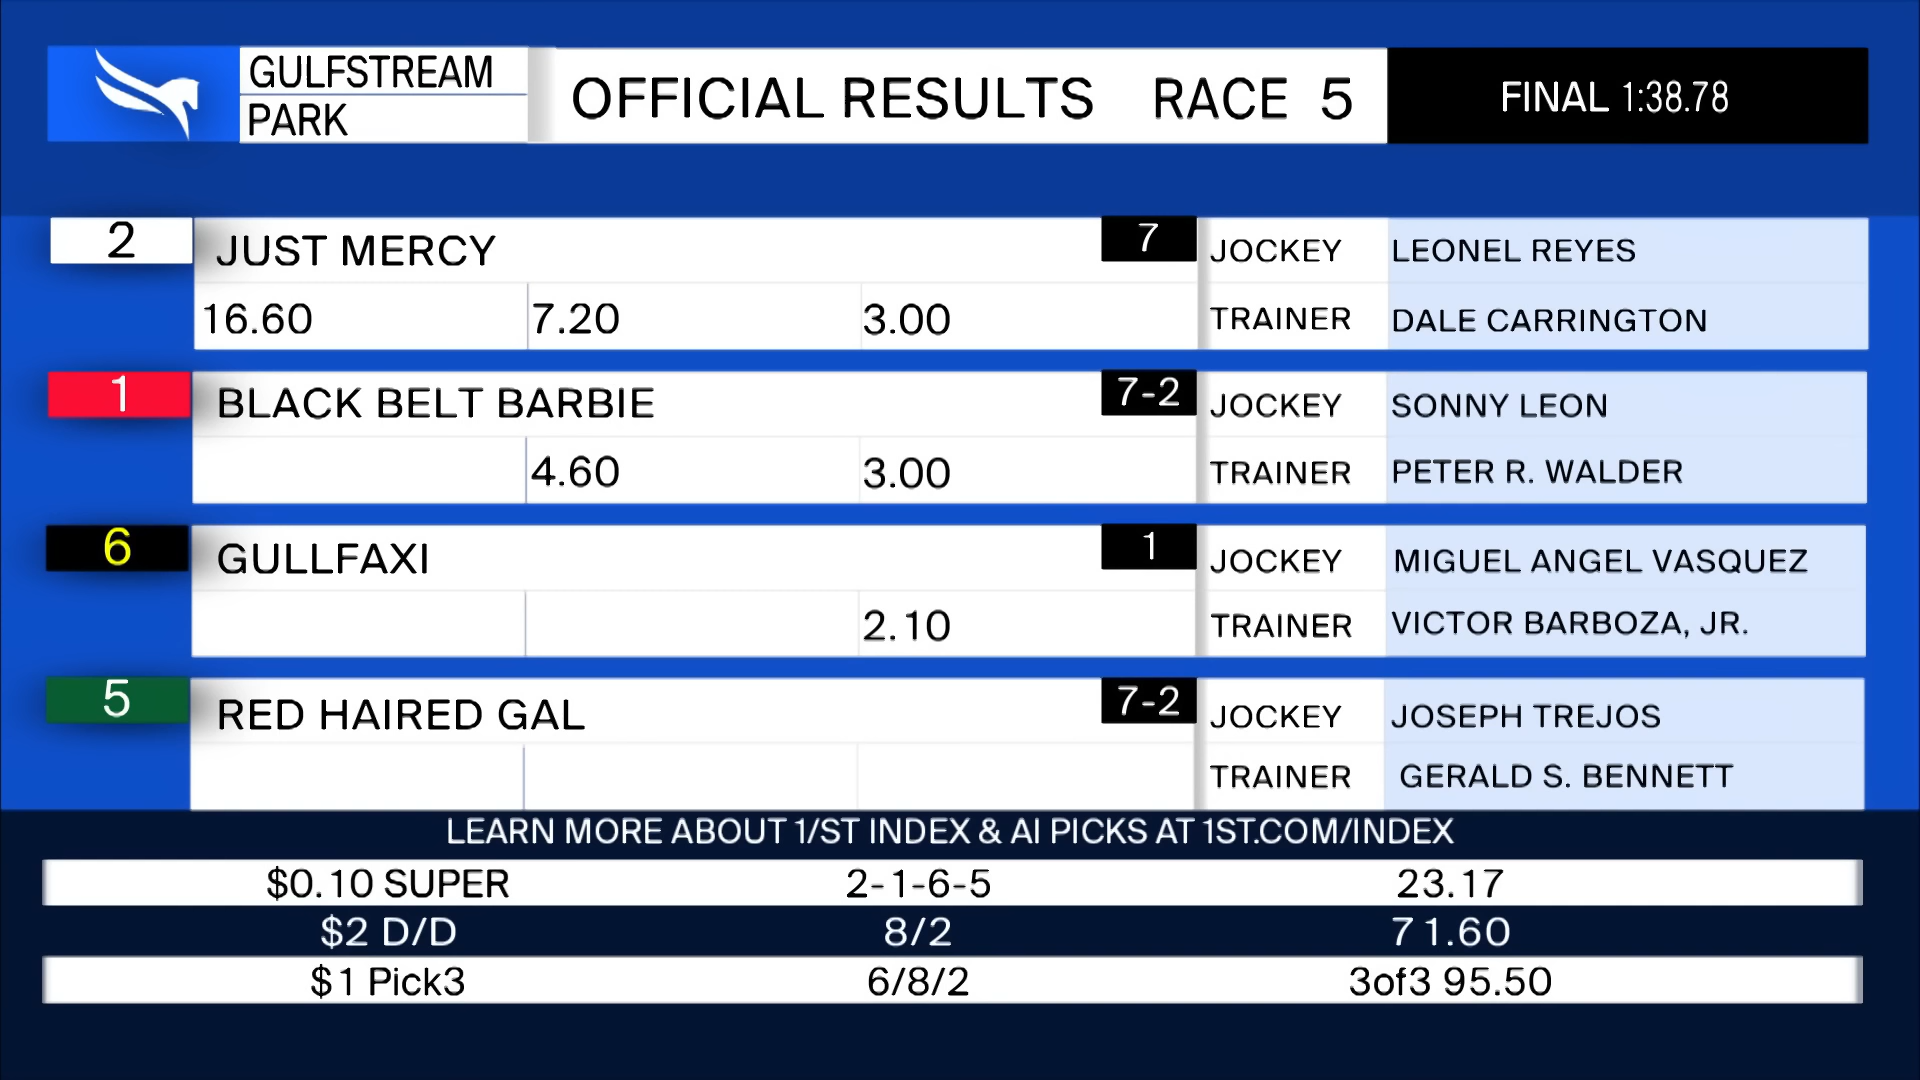 GULFSTREAM
PARK
OFFICIAL RESULTS RACE 5
FINAL 1:38.78
2 JUST MERCY 7 JOCKEY LEONEL REYES
16.60 7.20 3.00 TRAINER DALE CARRINGTON
1 BLACK BELT BARBIE 7-2 JOCKEY SONNY LEON
4.60 3.00 TRAINER PETER R. WALDER
6 GULLFAXI 1 JOCKEY MIGUEL ANGEL VASQUEZ
2.10 TRAINER VICTOR BARBOZA, JR.
5 RED HAIRED GAL 7-2 JOCKEY JOSEPH TREJOS
TRAINER GERALD S. BENNETT
LEARN MORE ABOUT 1/ST INDEX & AI PICKS AT 1ST.COM/INDEX
$0.10 SUPER 2-1-6-5 23.17
$2 D/D 8/2 71.60
$1 Pick3 6/8/2 3of3 95.50